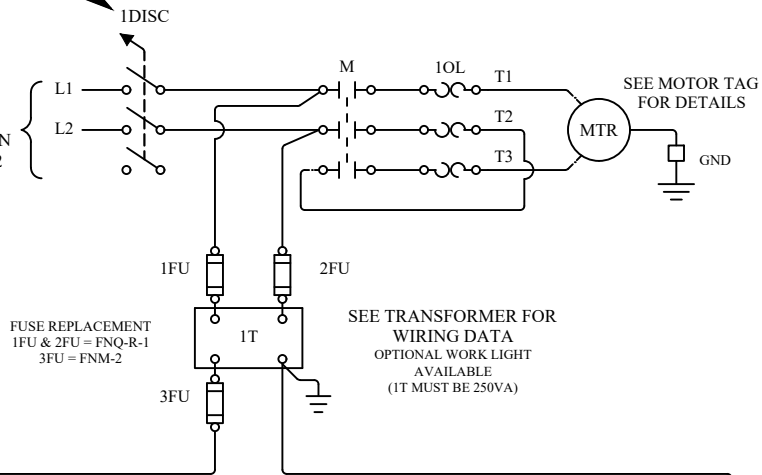 1DISC
L1
L2
N
2
M
1OL
T1
T2
T3
MTR
SEE MOTOR TAG
FOR DETAILS
GND
1FU
2FU
FUSE REPLACEMENT
1FU & 2FU = FNQ-R-1
3FU = FNM-2
1T
SEE TRANSFORMER FOR
WIRING DATA
OPTIONAL WORK LIGHT
AVAILABLE
(1T MUST BE 250VA)
3FU